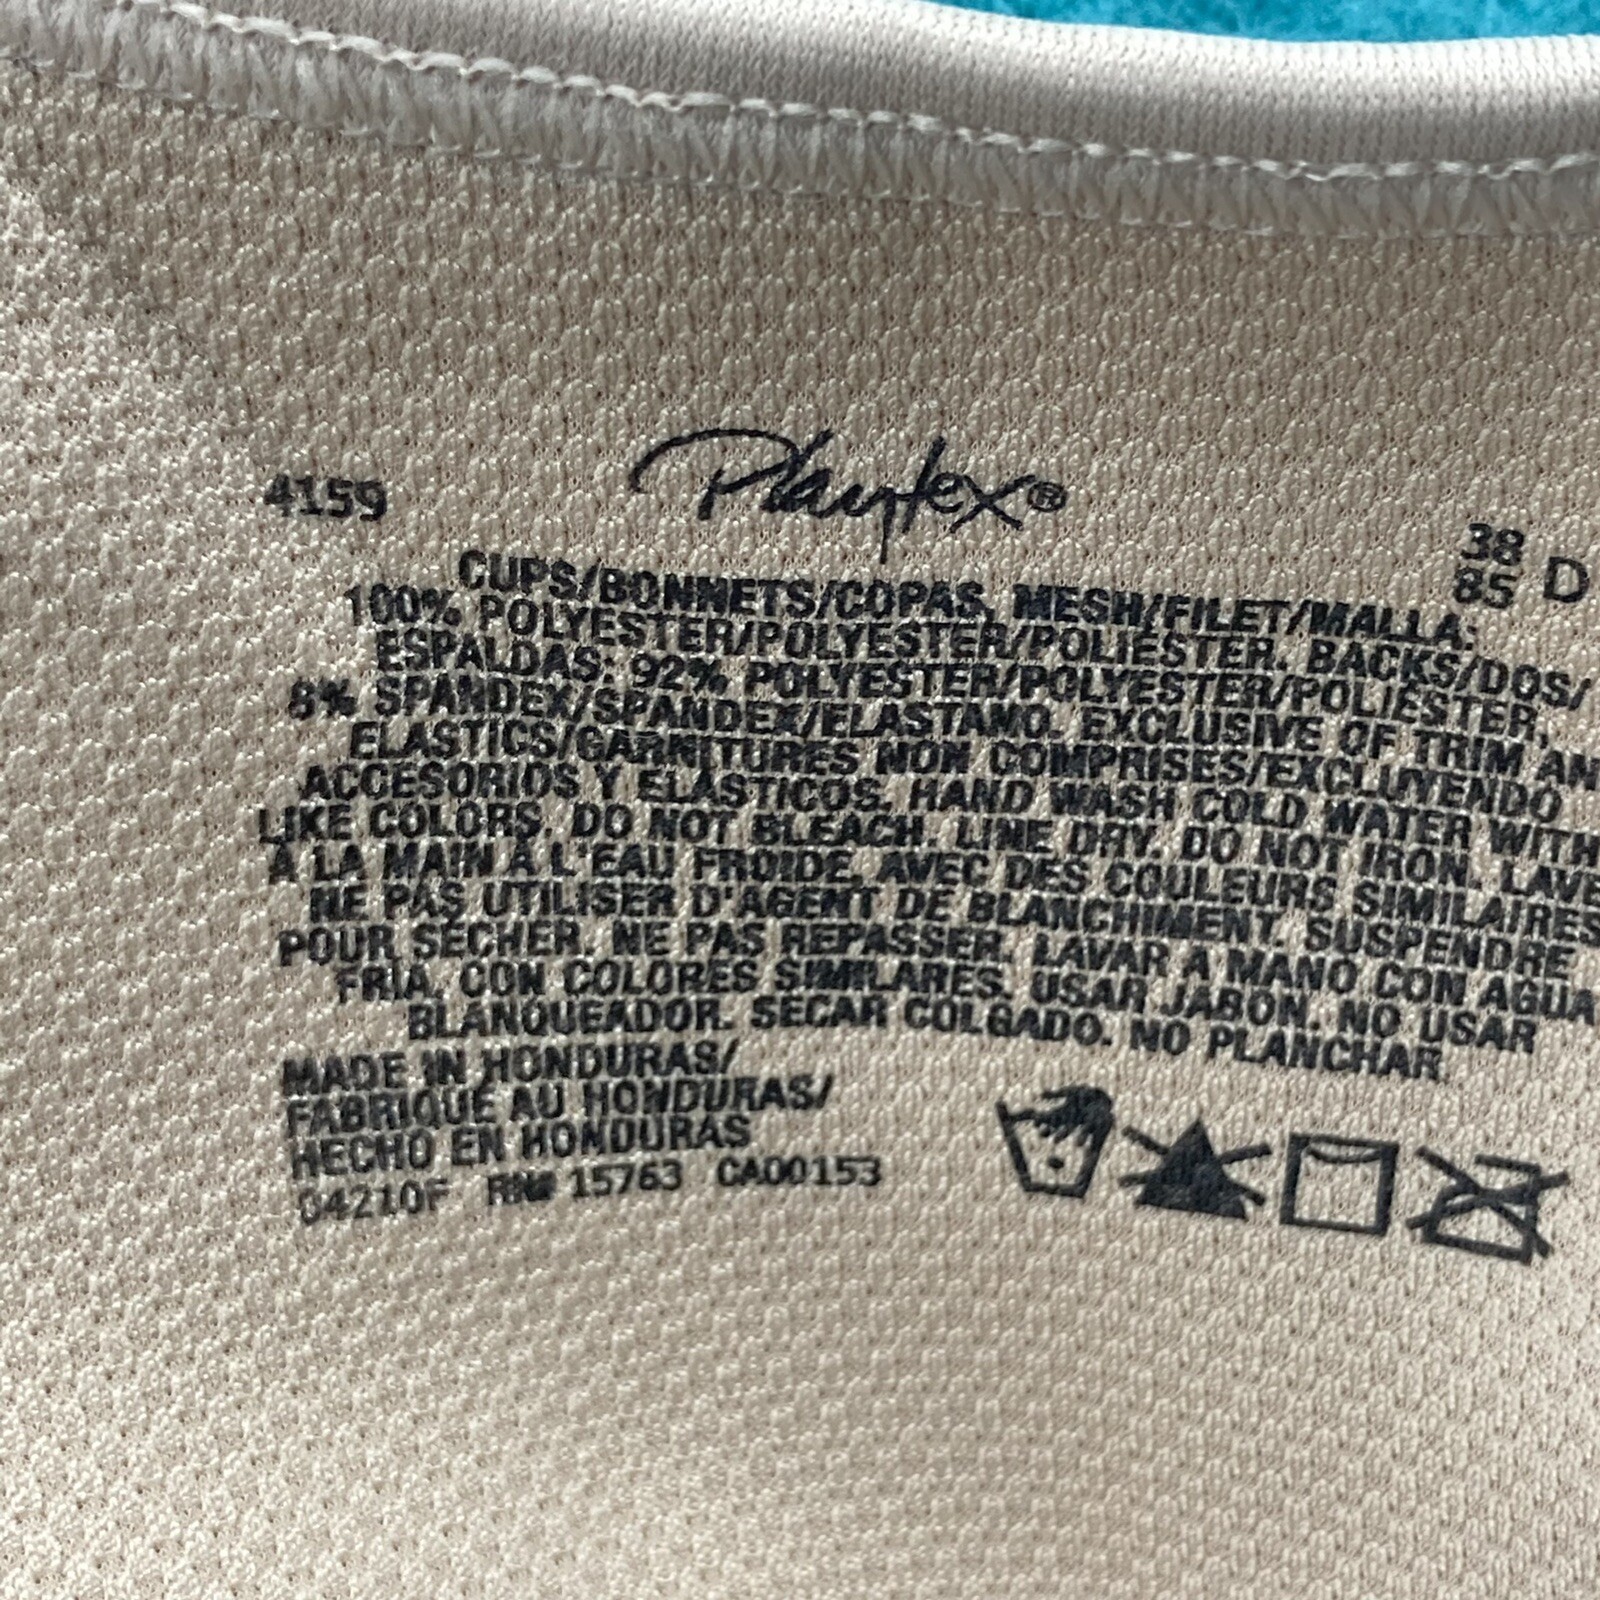 4159
Playtex®
38
85 D
CUPS/BONNETS/COPAS, MESH/FILET/MALLA:
100% POLYESTER/POLYESTER/POLIÉSTER. BACKS/DOS/
ESPALDAS: 92% POLYESTER/POLYESTER/POLIÉSTER,
8% SPANDEX/SPANDEX/ELASTANO. EXCLUSIVE OF TRIM AN
ELASTICS/GARNITURES NON COMPRISES/EXCLUYENDO
ACCESORIOS Y ELÁSTICOS. HAND WASH COLD WATER WITH
LIKE COLORS. DO NOT BLEACH. LINE DRY. DO NOT IRON. LAVE
À LA MAIN À L'EAU FROIDE, AVEC DES COULEURS SIMILAIRES
NE PAS UTILISER D'AGENT DE BLANCHIMENT. SUSPENDRE
POUR SÉCHER. NE PAS REPASSER. LAVAR A MANO CON AGUA
FRIA, CON COLORES SIMILARES. USAR JABÓN. NO USAR
BLANQUEADOR. SECAR COLGADO. NO PLANCHAR
MADE IN HONDURAS/
FABRIQUÉ AU HONDURAS/
HECHO EN HONDURAS
04210F RN# 15763 CA00153